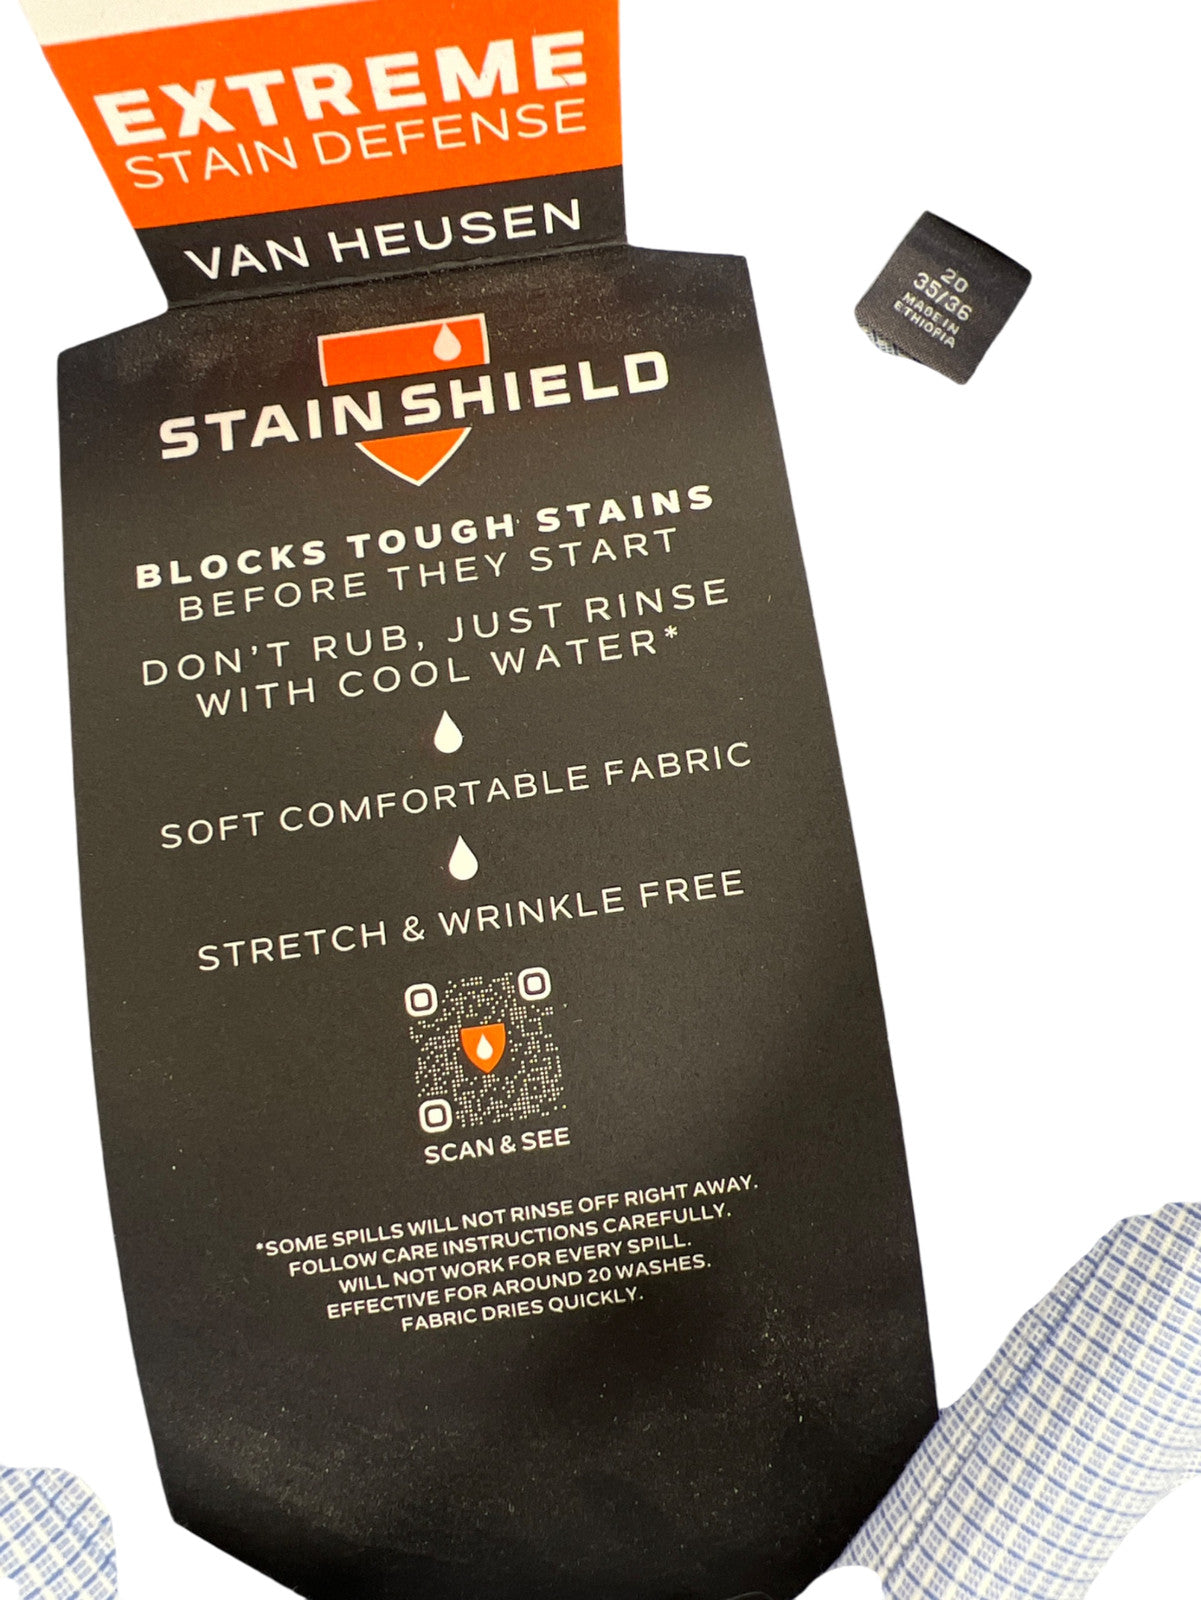 EXTREME
STAIN DEFENSE
VAN HEUSEN
STAIN SHIELD
BLOCKS TOUGH STAINS
BEFORE THEY START
DON'T RUB, JUST RINSE
WITH COOL WATER*
SOFT COMFORTABLE FABRIC
STRETCH & WRINKLE FREE
SCAN & SEE
*SOME SPILLS WILL NOT RINSE OFF RIGHT AWAY.
FOLLOW CARE INSTRUCTIONS CAREFULLY.
WILL NOT WORK FOR EVERY SPILL.
EFFECTIVE FOR AROUND 20 WASHES.
FABRIC DRIES QUICKLY.
20
35/36
MADE IN
ETHIOPIA